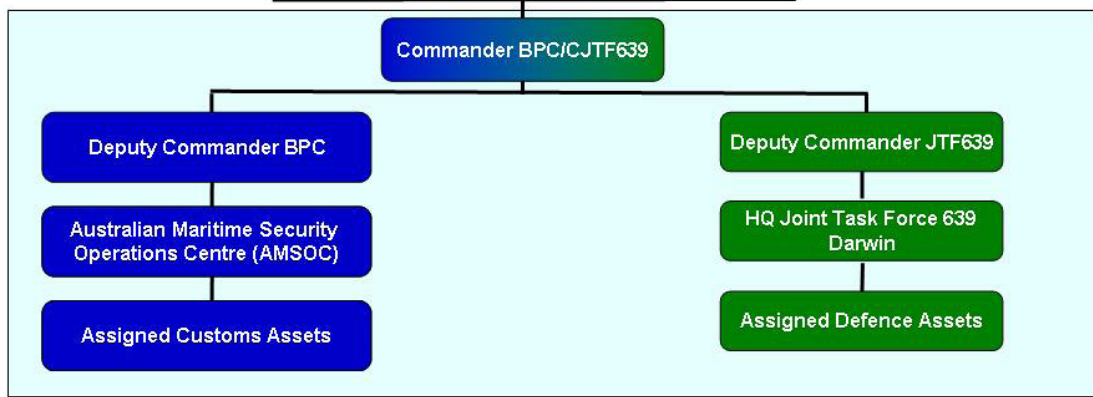 Commander BPC/CJTF639
Deputy Commander BPC
Deputy Commander JTF639
Australian Maritime Security
Operations Centre (AMSOC)
HQ Joint Task Force 639
Darwin
Assigned Customs Assets
Assigned Defence Assets